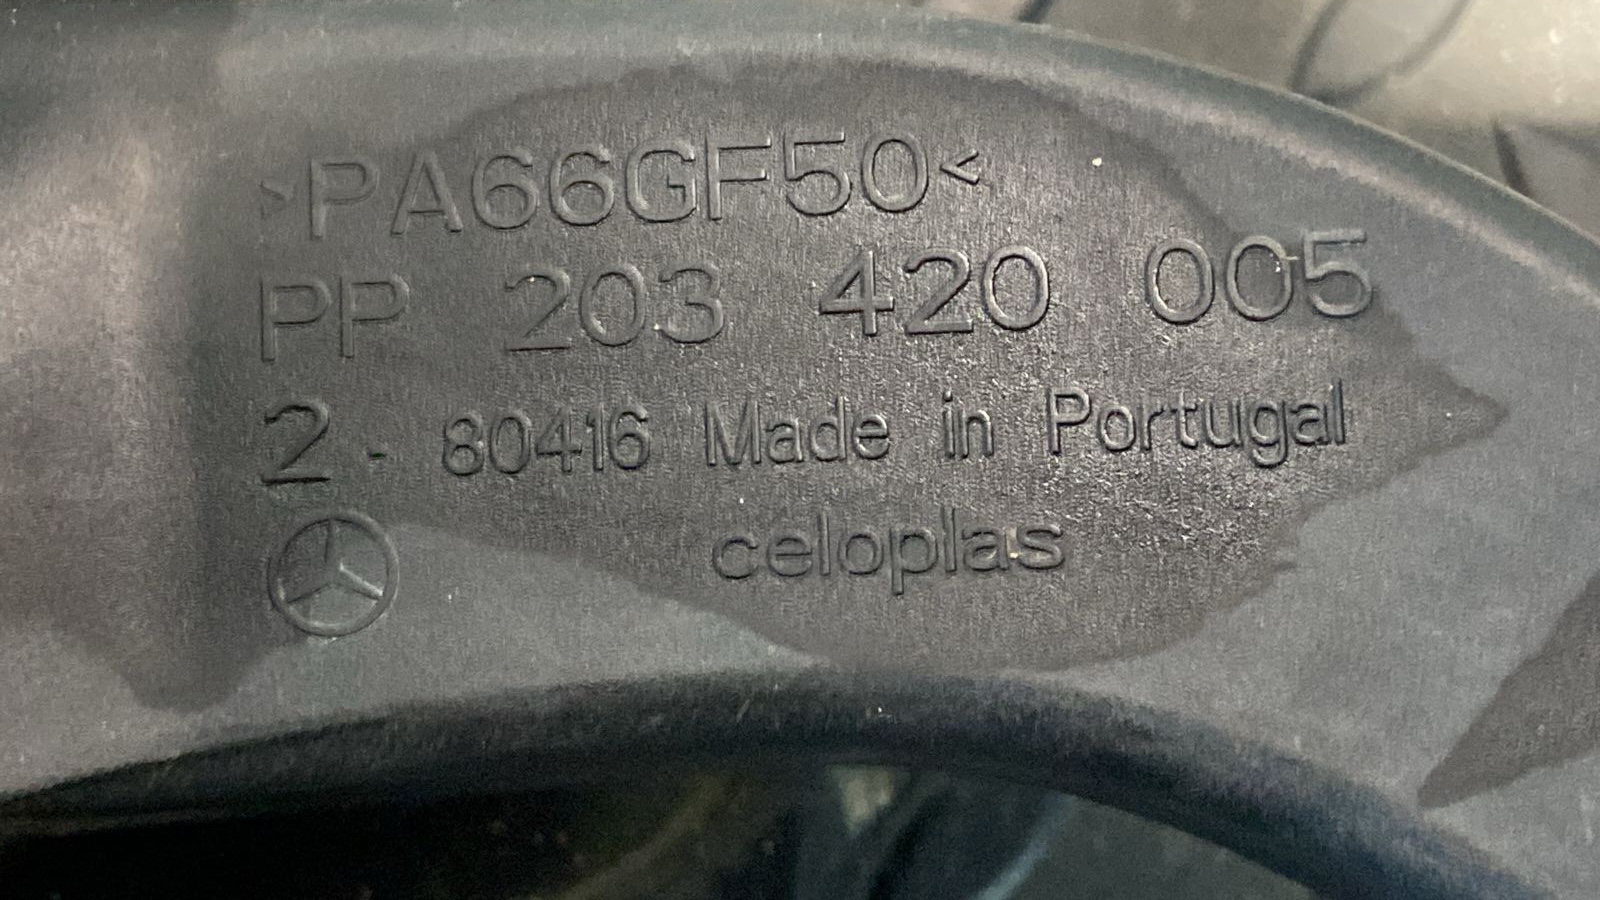 >PA66GF50<
PP 203 420 005
2 · 80416 Made in Portugal
celoplas